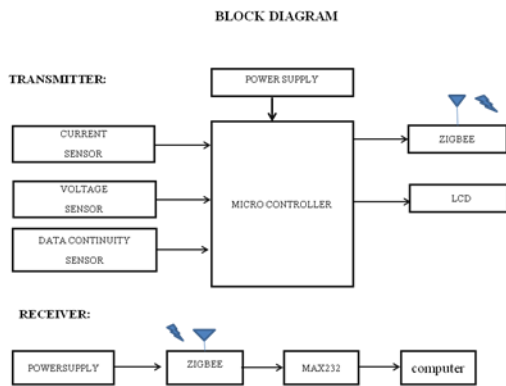 BLOCK DIAGRAM
TRANSMITTER:
POWER SUPPLY
CURRENT
SENSOR
VOLTAGE
SENSOR
DATA CONTINUITY
SENSOR
MICRO CONTROLLER
ZIGBEE
LCD
RECEIVER:
POWERSUPPLY
ZIGBEE
MAX232
computer